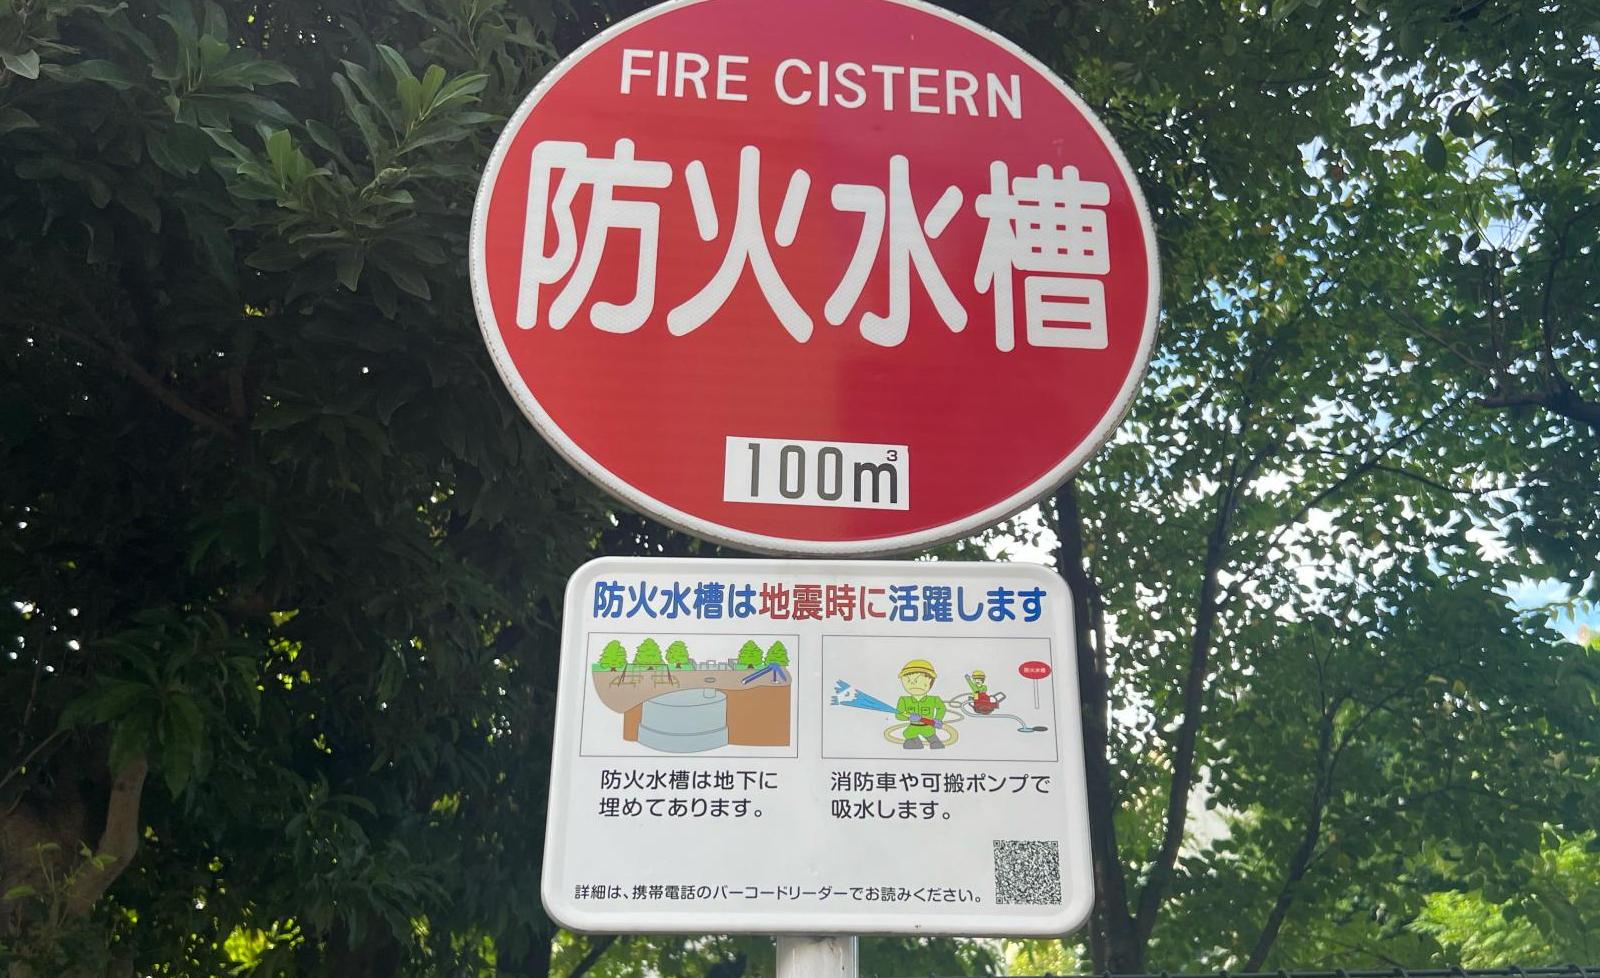 FIRE CISTERN
防火水槽
100m³
防火水槽は地震時に活躍します
防火水槽
防火水槽は地下に
埋めてあります。
消防車や可搬ポンプで
吸水します。
詳細は、携帯電話のバーコードリーダーでお読みください。